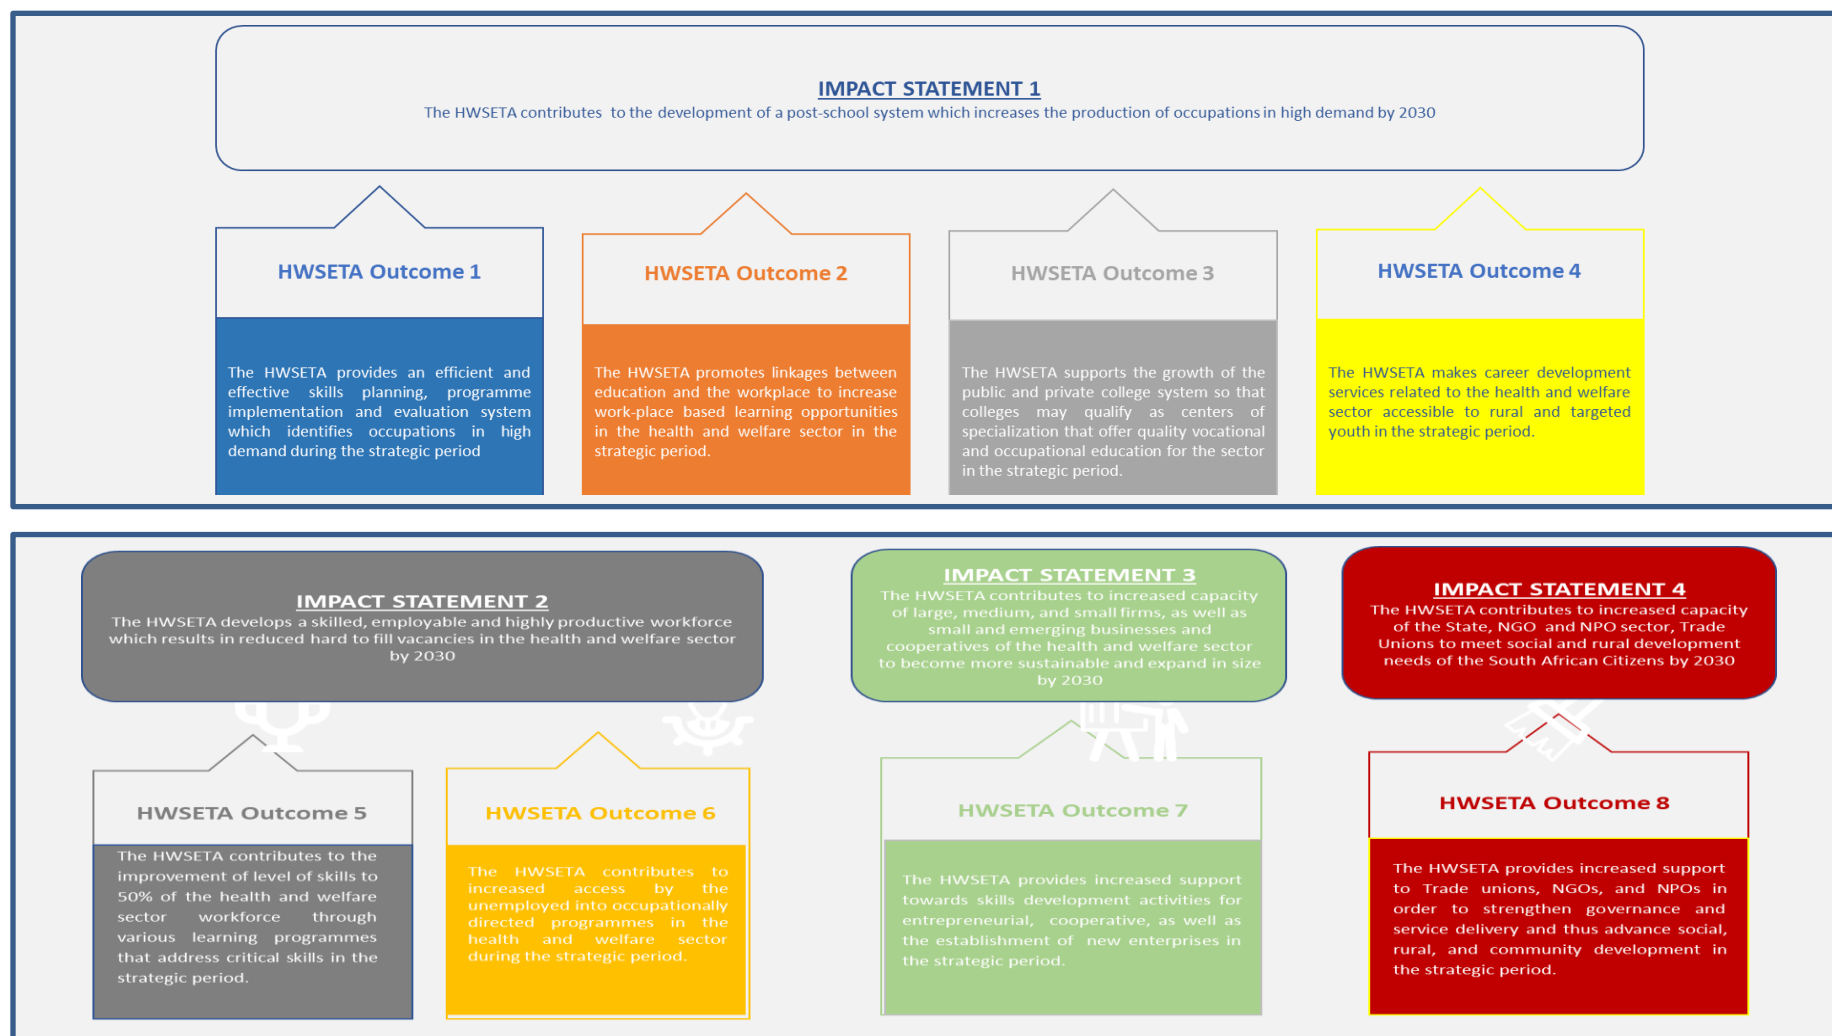 IMPACT STATEMENT 1
The HWSETA contributes to the development of a post-school system which increases the production of occupations in high demand by 2030
HWSETA Outcome 1
The HWSETA provides an efficient and
effective skills planning, programme
implementation and evaluation system
which identifies occupations in high
demand during the strategic period
HWSETA Outcome 2
The HWSETA promotes linkages between
education and the workplace to increase
work-place based learning opportunities
in the health and welfare sector in the
strategic period.
HWSETA Outcome 3
The HWSETA supports the growth of the
public and private college system so that
colleges may qualify as centers of
specialization that offer quality vocational
and occupational education for the sector
in the strategic period.
HWSETA Outcome 4
The HWSETA makes career development
services related to the health and welfare
sector accessible to rural and targeted
youth in the strategic period.
IMPACT STATEMENT 2
The HWSETA develops a skilled, employable and highly productive workforce
which results in reduced hard to fill vacancies in the health and welfare sector
by 2030
IMPACT STATEMENT 3
The HWSETA contributes to increased capacity
of large, medium, and small firms, as well as
small and emerging businesses and
cooperatives of the health and welfare sector
to become more sustainable and expand in size
by 2030
IMPACT STATEMENT 4
The HWSETA contributes to increased capacity
of the State, NGO and NPO sector, Trade
Unions to meet social and rural development
needs of the South African Citizens by 2030
HWSETA Outcome 5
The HWSETA contributes to the
improvement of level of skills to
50% of the health and welfare
sector workforce through
various learning programmes
that address critical skills in the
strategic period.
HWSETA Outcome 6
The HWSETA contributes to
increased access by the
unemployed into occupationally
directed programmes in the
health and welfare sector
during the strategic period.
HWSETA Outcome 7
The HWSETA provides increased support
towards skills development activities for
entrepreneurial, cooperative, as well as
the establishment of new enterprises in
the strategic period.
HWSETA Outcome 8
The HWSETA provides increased support
to Trade unions, NGOs, and NPOs in
order to strengthen governance and
service delivery and thus advance social,
rural, and community development in
the strategic period.